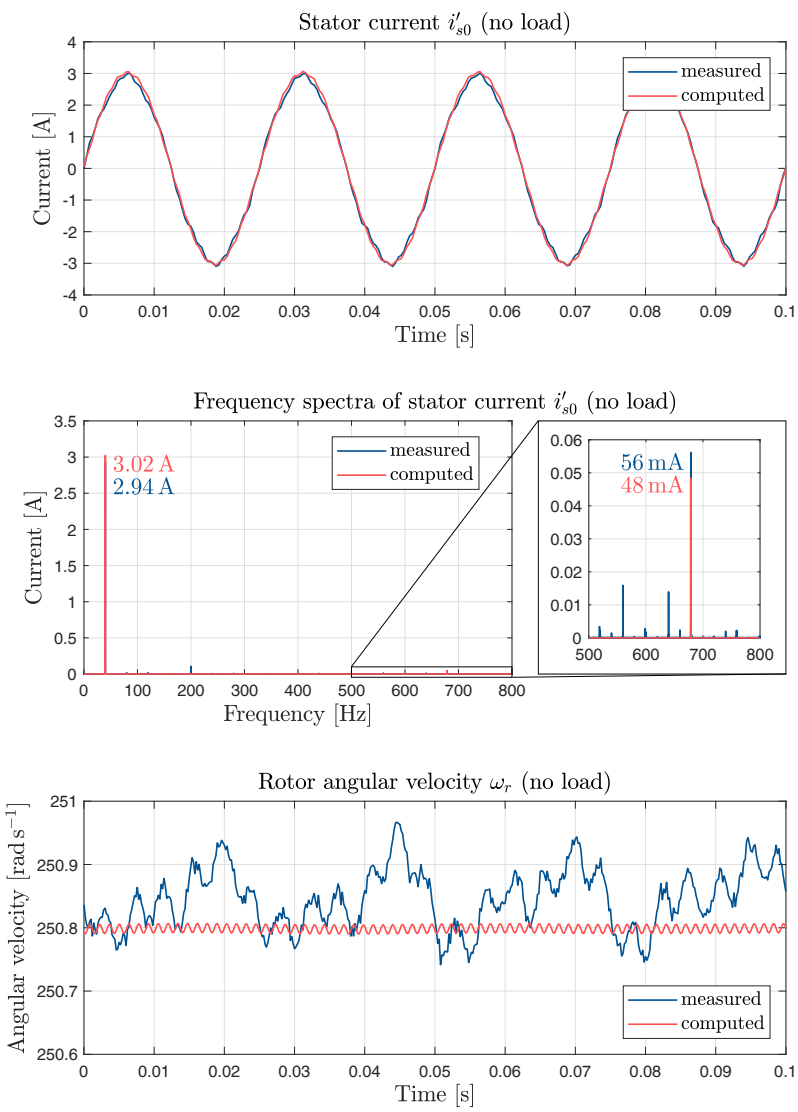 Stator current i′s0 (no load)
4
3
2
1
0
-1
-2
-3
-4
Current [A]
measured
computed
0 0.01 0.02 0.03 0.04 0.05 0.06 0.07 0.08 0.09 0.1
Time [s]
Frequency spectra of stator current i′s0 (no load)
3.5
3
2.5
2
1.5
1
0.5
0
Current [A]
3.02 A
2.94 A
measured
computed
0 100 200 300 400 500 600 700 800
Frequency [Hz]
0.06
0.05
0.04
0.03
0.02
0.01
0
56 mA
48 mA
500 600 700 800
Rotor angular velocity ωr (no load)
251
250.9
250.8
250.7
250.6
Angular velocity [rad s−1]
measured
computed
0 0.01 0.02 0.03 0.04 0.05 0.06 0.07 0.08 0.09 0.1
Time [s]